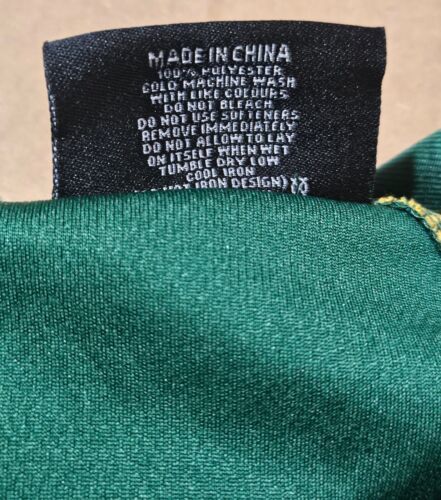 MADE IN CHINA
100% POLYESTER
COLD MACHINE WASH
WITH LIKE COLOURS
DO NOT BLEACH
DO NOT USE SOFTENERS
REMOVE IMMEDIATELY
DO NOT ALLOW TO LAY
ON ITSELF WHEN WET
TUMBLE DRY LOW
COOL IRON
NOT IRON DESIGN)